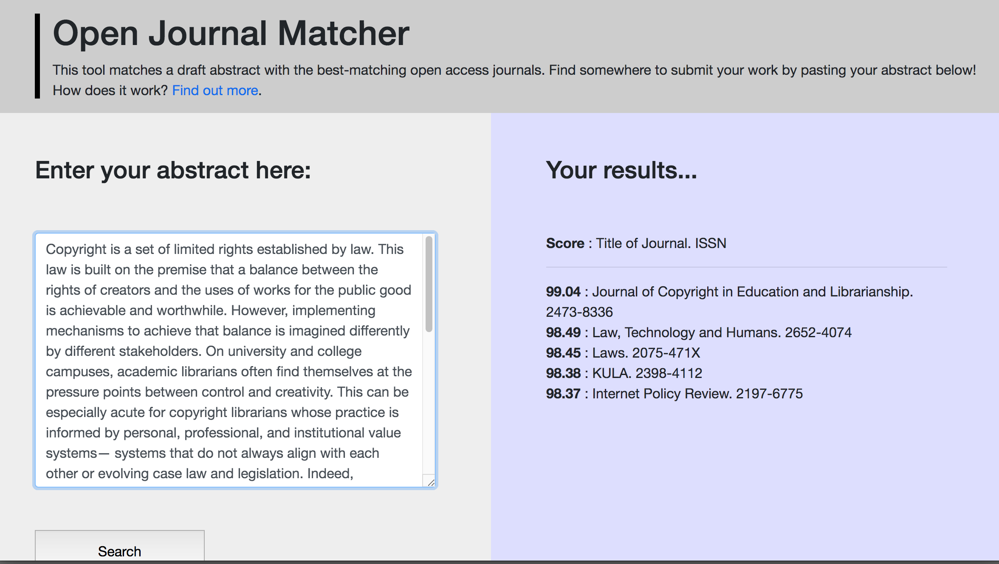 Open Journal Matcher
This tool matches a draft abstract with the best-matching open access journals. Find somewhere to submit your work by pasting your abstract below!
How does it work? Find out more.
Enter your abstract here:
Copyright is a set of limited rights established by law. This
law is built on the premise that a balance between the
rights of creators and the uses of works for the public good
is achievable and worthwhile. However, implementing
mechanisms to achieve that balance is imagined differently
by different stakeholders. On university and college
campuses, academic librarians often find themselves at the
pressure points between control and creativity. This can be
especially acute for copyright librarians whose practice is
informed by personal, professional, and institutional value
systems— systems that do not always align with each
other or evolving case law and legislation. Indeed,
Search
Your results...
Score : Title of Journal. ISSN
99.04 : Journal of Copyright in Education and Librarianship.
2473-8336
98.49 : Law, Technology and Humans. 2652-4074
98.45 : Laws. 2075-471X
98.38 : KULA. 2398-4112
98.37 : Internet Policy Review. 2197-6775